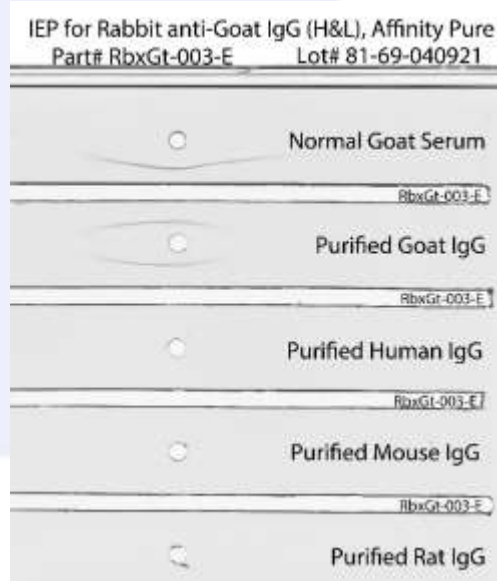 IEP for Rabbit anti-Goat IgG (H&L), Affinity Pure
Part# RbxGt-003-E Lot# 81-69-040921
Normal Goat Serum
RbxGt-003-E
Purified Goat IgG
RbxGt-003-E
Purified Human IgG
RbxGt-003-E
Purified Mouse IgG
RbxGt-003-E
Purified Rat IgG